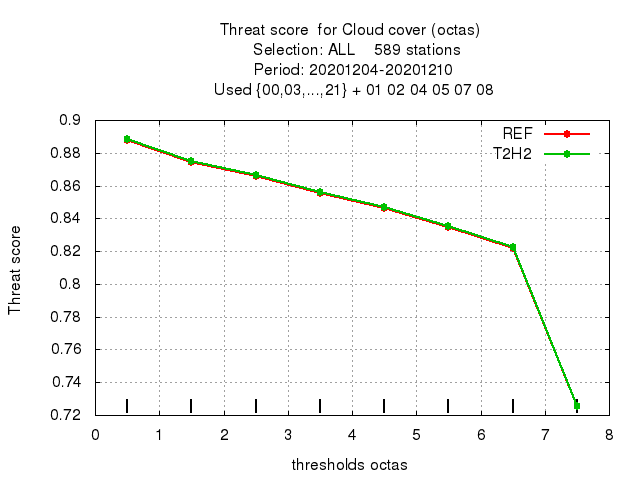 Threat score  for Cloud cover (octas)
Selection: ALL    589 stations
Period: 20201204-20201210
Used {00,03,...,21} + 01 02 04 05 07 08
REF
T2H2
0.9
0.88
0.86
0.84
0.82
0.8
0.78
0.76
0.74
0.72
Threat score
0 1 2 3 4 5 6 7 8
thresholds octas